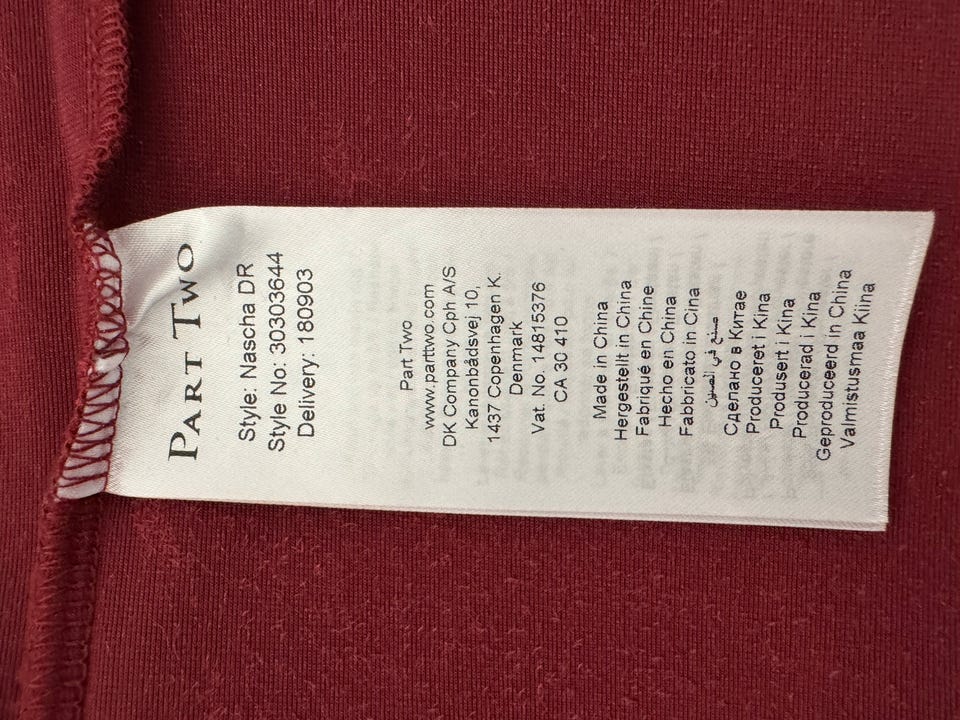 PART TWO
Style: Nascha DR
Style No: 30303644
Delivery: 180903
Part Two
www.parttwo.com
DK Company Cph A/S
Kanonbådsvej 10,
1437 Copenhagen K.
Denmark
Vat. No. 14815376
CA 30 410
Made in China
Hergestellt in China
Fabriqué en Chine
Hecho en China
Fabbricato in Cina
صنع في الصين
Сделано в Китае
Produceret i Kina
Produsert i Kina
Producerad i Kina
Geproduceerd in China
Valmistusmaa Kiina